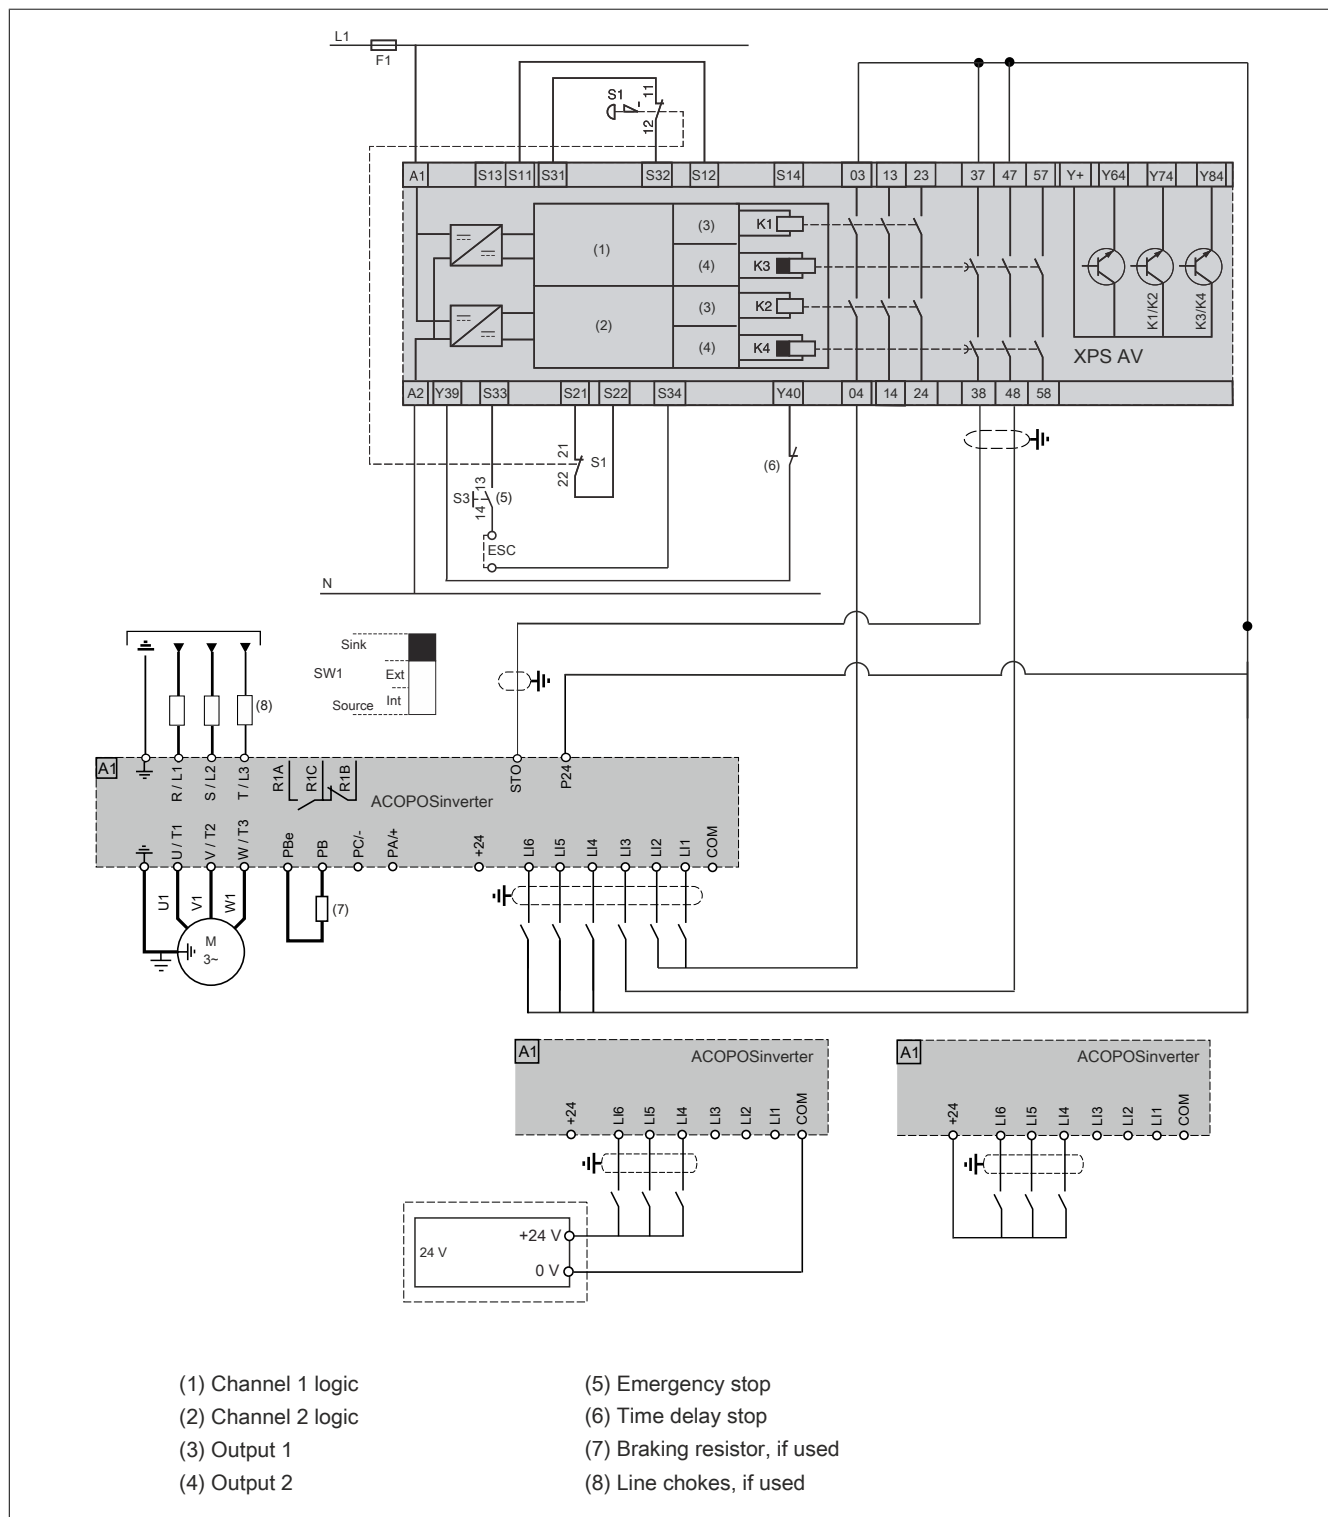 L1
F1
S1
11
12
A1 S13 S11 S31 S32 S12 S14 03 13 23 37 47 57 Y+ Y64 Y74 Y84
(1)
(3)
K1
(4)
K3
(2)
(3)
K2
(4)
K4
K1/K2
K3/K4
XPS AV
A2 Y39 S33 S21 S22 S34 Y40 04 14 24 38 48 58
21
22
S1
(6)
S3
13
14
(5)
ESC
N
Sink
SW1
Ext
Int
Source
(8)
A1
R / L1
S / L2
T / L3
R1A
R1C
R1B
STO
P24
ACOPOSinverter
U / T1
V / T2
W / T3
PBe
PB
PC/-
PA/+
+24
LI6
LI5
LI4
LI3
LI2
LI1
COM
U1
V1
W1
(7)
M
3~
A1
ACOPOSinverter
+24
LI6
LI5
LI4
LI3
LI2
LI1
COM
24 V
+24 V
0 V
A1
ACOPOSinverter
+24
LI6
LI5
LI4
LI3
LI2
LI1
COM
(1) Channel 1 logic
(2) Channel 2 logic
(3) Output 1
(4) Output 2
(5) Emergency stop
(6) Time delay stop
(7) Braking resistor, if used
(8) Line chokes, if used